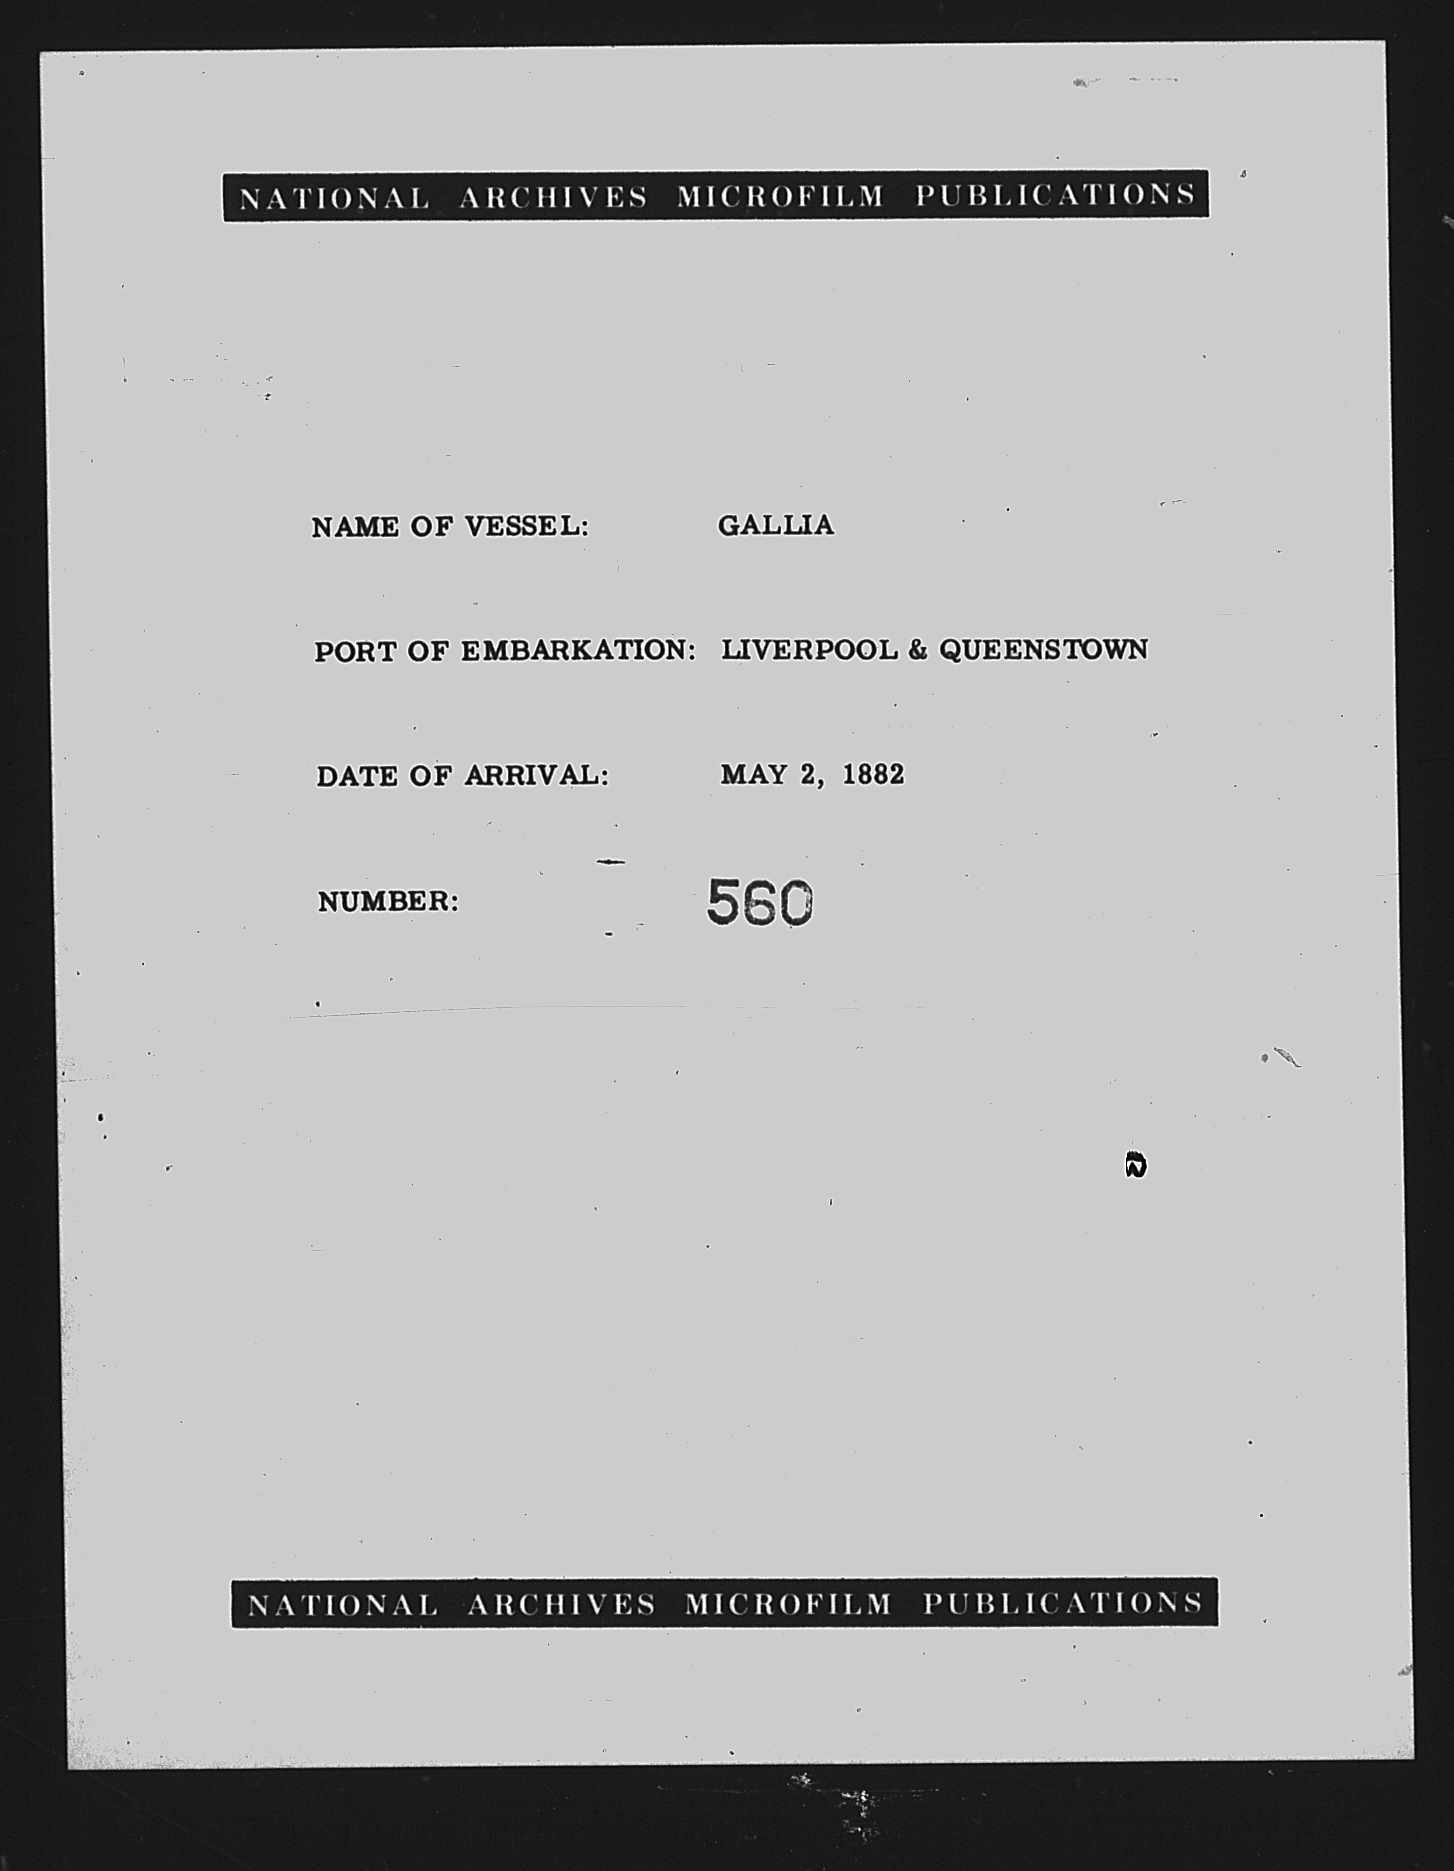 NATIONAL ARCHIVES MICROFILM PUBLICATIONS
NAME OF VESSEL: GALLIA
PORT OF EMBARKATION: LIVERPOOL & QUEENSTOWN
DATE OF ARRIVAL: MAY 2, 1882
NUMBER: 560
NATIONAL ARCHIVES MICROFILM PUBLICATIONS